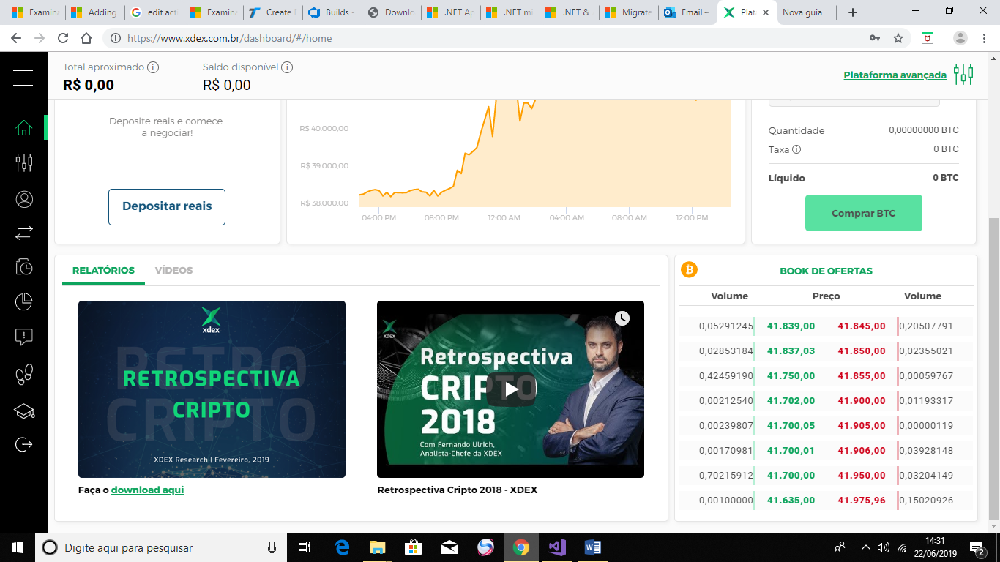 Examina
Adding
edit act
Examina
Create E
Builds -
Downlo
.NET Ap
.NET mi
.NET &
Migrate
Email –
Plat
Nova guia
https://www.xdex.com.br/dashboard/#/home
Total aproximado
R$ 0,00
Saldo disponível
R$ 0,00
Plataforma avançada
Deposite reais e comece
a negociar!
Depositar reais
R$ 40.000,00
R$ 39.000,00
R$ 38.000,00
04:00 PM 08:00 PM 12:00 AM 04:00 AM 08:00 AM 12:00 PM
Quantidade 0,00000000 BTC
Taxa 0 BTC
Líquido 0 BTC
Comprar BTC
RELATÓRIOS VÍDEOS
xdex
RETRO
RETROSPECTIVA
CRIPTO
CRIPTO
XDEX Research | Fevereiro, 2019
Faça o download aqui
xdex
Retrospectiva
CRIPTO
2018
Com Fernando Ulrich,
Analista-Chefe da XDEX
Retrospectiva Cripto 2018 - XDEX
BOOK DE OFERTAS
Volume Preço Volume
0,05291245 41.839,00 41.845,00 0,20507791
0,02853184 41.837,03 41.850,00 0,02355021
0,42459190 41.750,00 41.855,00 0,00059767
0,00212540 41.702,00 41.900,00 0,01193317
0,00239807 41.700,05 41.905,00 0,00000119
0,00170981 41.700,01 41.906,00 0,03928148
0,70215912 41.700,00 41.950,00 0,03204149
0,00100000 41.635,00 41.975,96 0,15020926
Digite aqui para pesquisar
14:31
22/06/2019
2